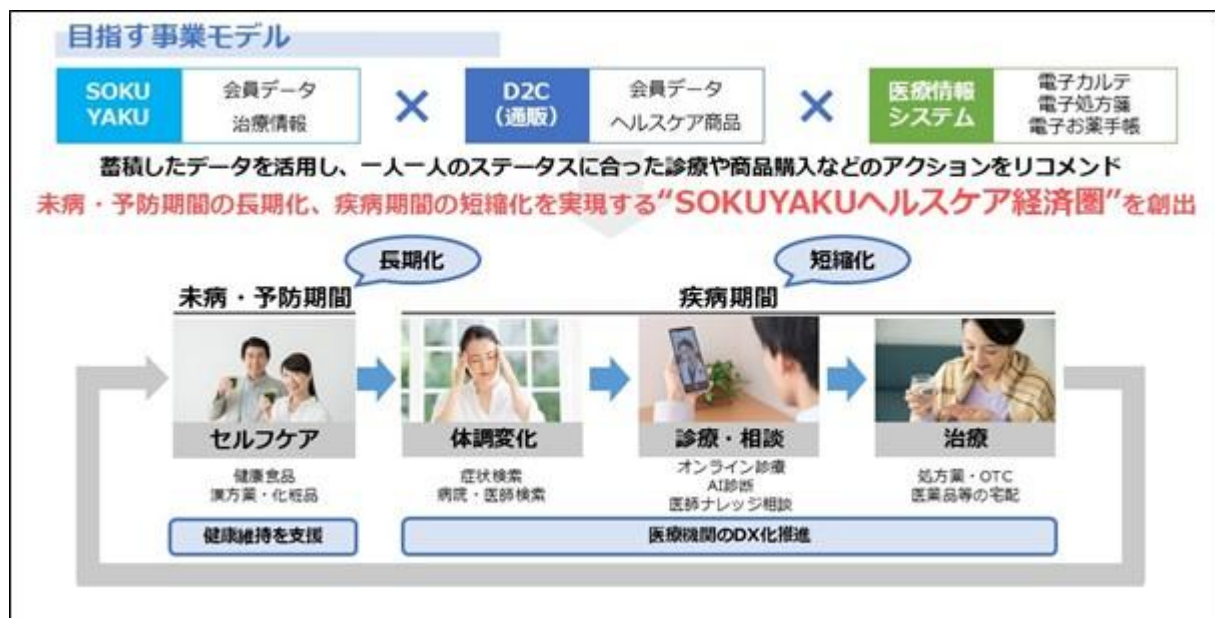 目指す事業モデル
SOKU
YAKU
会員データ
治療情報
×
D2C
(通販)
会員データ
ヘルスケア商品
×
医療情報
システム
電子カルテ
電子処方箋
電子お薬手帳
蓄積したデータを活用し、一人一人のステータスに合った診療や商品購入などのアクションをリコメンド
未病・予防期間の長期化、疾病期間の短縮化を実現する“SOKUYAKUヘルスケア経済圏”を創出
長期化
短縮化
未病・予防期間
疾病期間
セルフケア
体調変化
診療・相談
治療
健康食品
漢方薬・化粧品
症状検索
病院・医師検索
オンライン診療
AI診断
医師ナレッジ相談
処方薬・OTC
医薬品等の宅配
健康維持を支援
医療機関のDX化推進